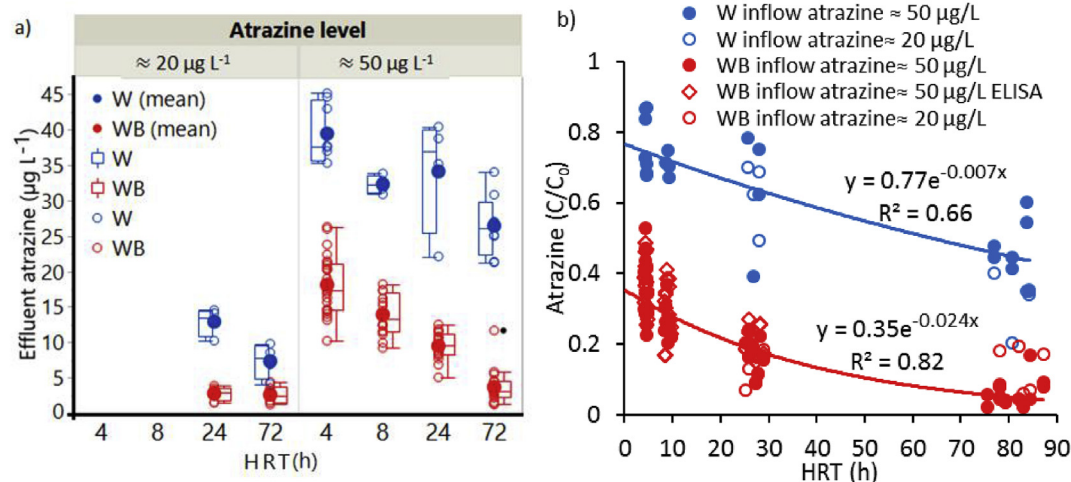 a)
Atrazine level
≈ 20 µg L⁻¹
≈ 50 µg L⁻¹
Effluent atrazine (µg L⁻¹)
45
40
35
30
25
20
15
10
5
0
W (mean)
WB (mean)
W
WB
W
WB
4 8 24 72 4 8 24 72
HRT (h)
b)
W inflow atrazine ≈ 50 µg/L
W inflow atrazine≈ 20 µg/L
WB inflow atrazine≈ 50 µg/L
WB inflow atrazine≈ 50 µg/L ELISA
WB inflow atrazine≈ 20 µg/L
Atrazine (C/C₀)
1
0.8
0.6
0.4
0.2
0
y = 0.77e⁻⁰·⁰⁰⁷ˣ
R² = 0.66
y = 0.35e⁻⁰·⁰²⁴ˣ
R² = 0.82
0 10 20 30 40 50 60 70 80 90
HRT (h)